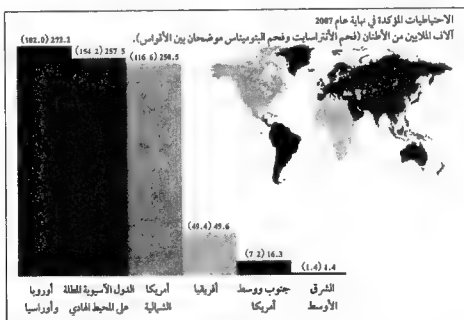 الاحتياطيات المؤكدة في نهاية عام 2007
آلاف الملايين من الأطنان (فحم الأنتراسايت وفحم البتوميناس موضحان بين الأقواس).
(102.0) 272.2
(154 2) 257 5
(116 6) 250.5
(49.4) 49.6
(7 2) 16.3
(1.4) 1.4
أوروبا وأوراسيا
الدول الآسيوية المطلة على المحيط الهادي
أمريكا الشمالية
أفريقيا
جنوب ووسط أمريكا
الشرق الأوسط